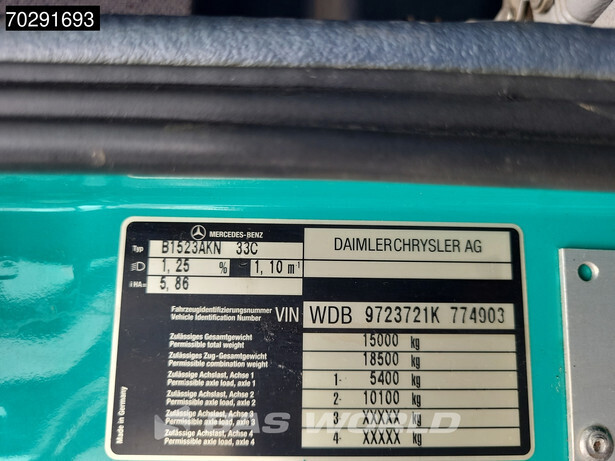 70291693
MERCEDES-BENZ
Typ B1523AKN 33C
DAIMLERCHRYSLER AG
1,25 % 1,10 m
iHA= 5,86
Fahrzeugidentifizierungsnummer
Vehicle Identification Number
VIN WDB 9723721K 774903
Zulässiges Gesamtgewicht
Permissible total weight
15000 kg
Zulässiges Zug-Gesamtgewicht
Permissible combination weight
18500 kg
Zulässige Achslast, Achse 1
Permissible axle load, axle 1
1- 5400 kg
Zulässige Achslast, Achse 2
Permissible axle load, axle 2
2- 10100 kg
Zulässige Achslast, Achse 3
Permissible axle load, axle 3
3- XXXXX kg
Zulässige Achslast, Achse 4
Permissible axle load, axle 4
4- XXXXX kg
Made in Germany
WORLD